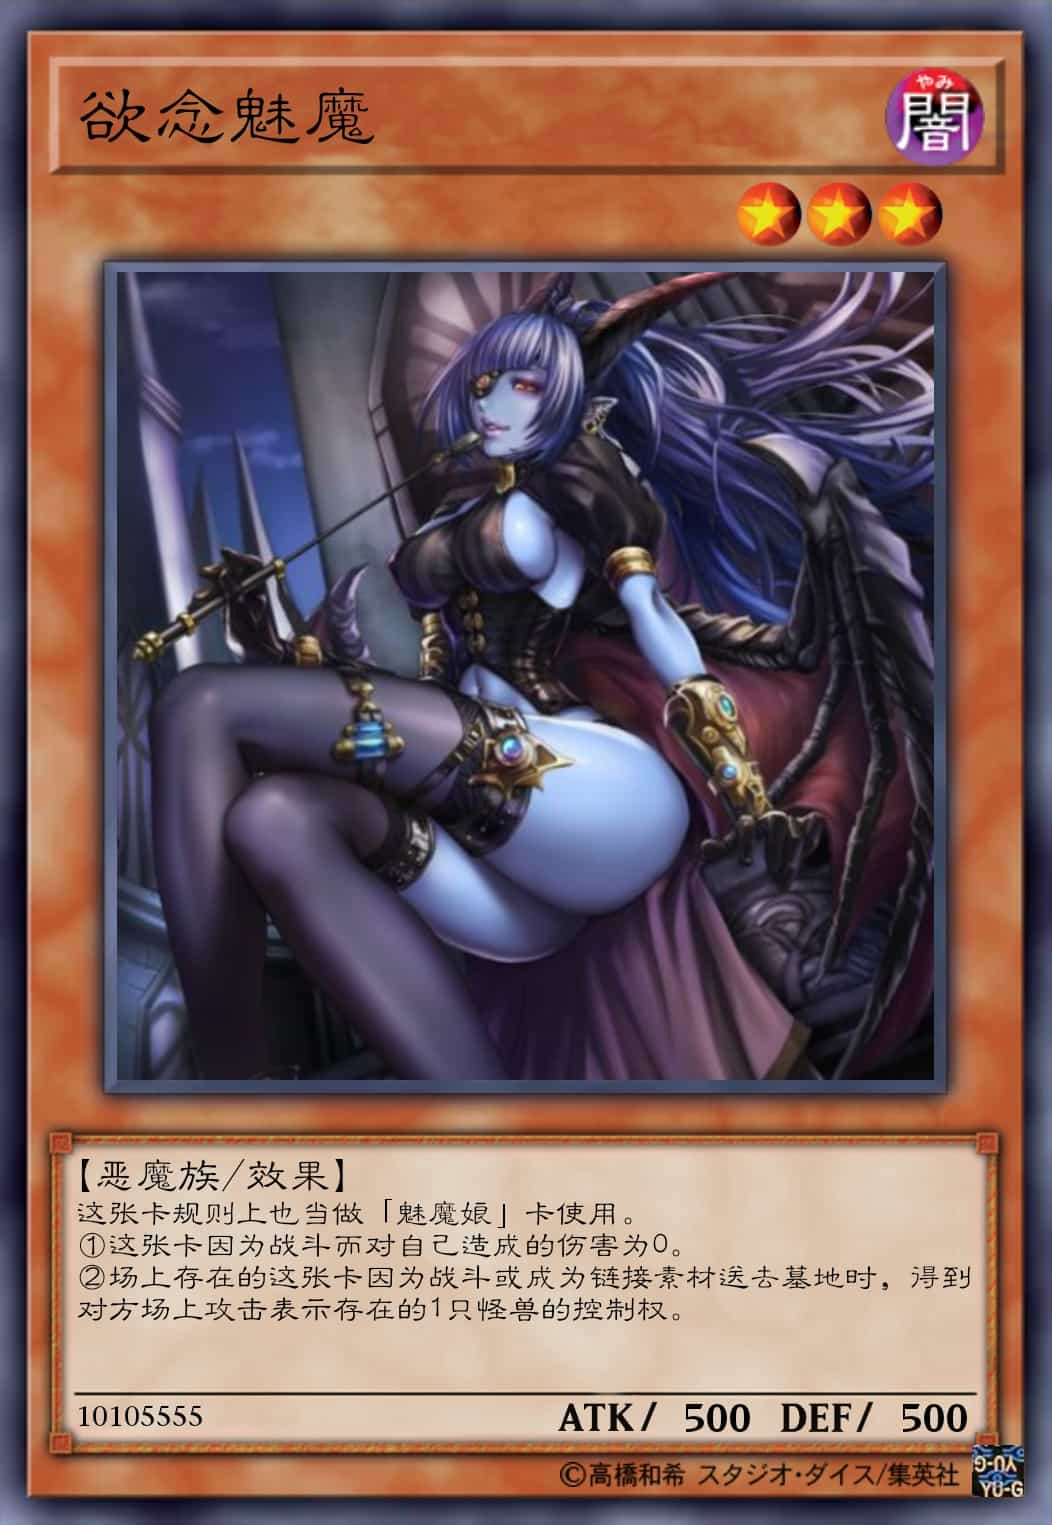 欲念魅魔
やみ
闇
【恶魔族/效果】
这张卡规则上也当做「魅魔娘」卡使用。
①这张卡因为战斗而对自己造成的伤害为0。
②场上存在的这张卡因为战斗或成为链接素材送去墓地时，得到
对方场上攻击表示存在的1只怪兽的控制权。
10105555 ATK/ 500 DEF/ 500
©高橋和希 スタジオ・ダイス/集英社
YU-G
YU-G